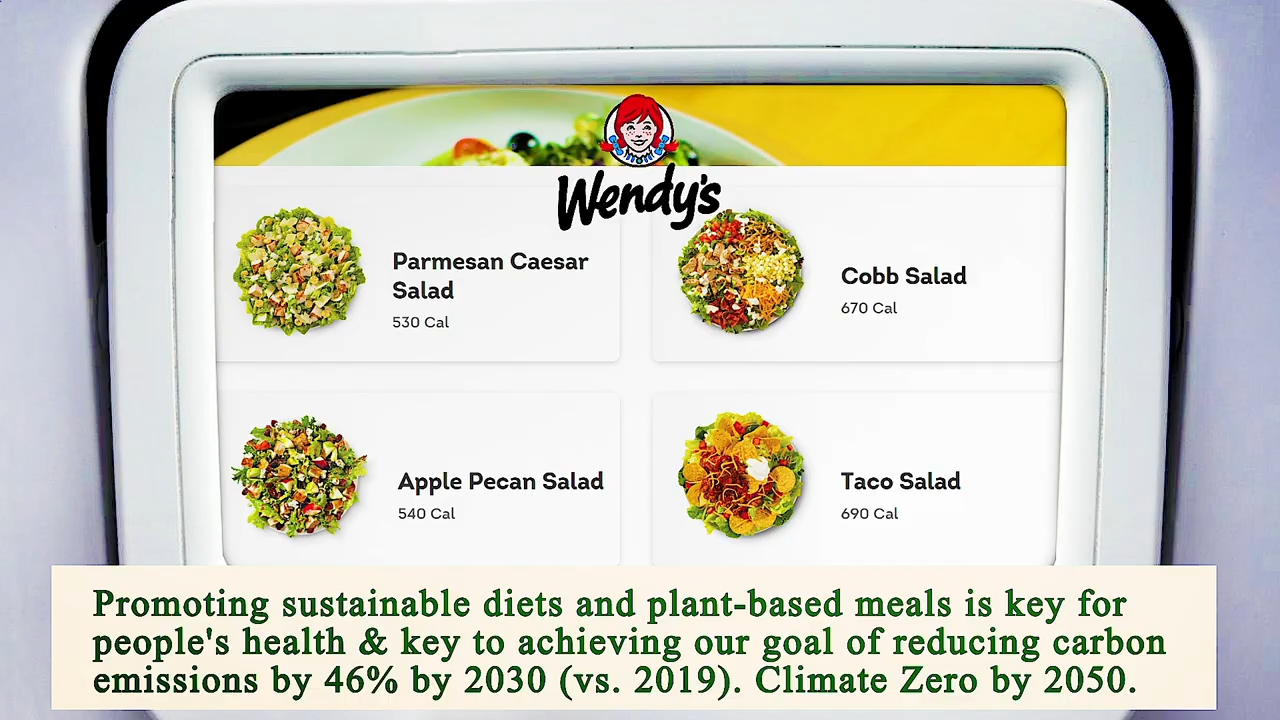 Wendy's
Parmesan Caesar
Salad
530 Cal
Cobb Salad
670 Cal
Apple Pecan Salad
540 Cal
Taco Salad
690 Cal
Promoting sustainable diets and plant-based meals is key for
people's health & key to achieving our goal of reducing carbon
emissions by 46% by 2030 (vs. 2019). Climate Zero by 2050.